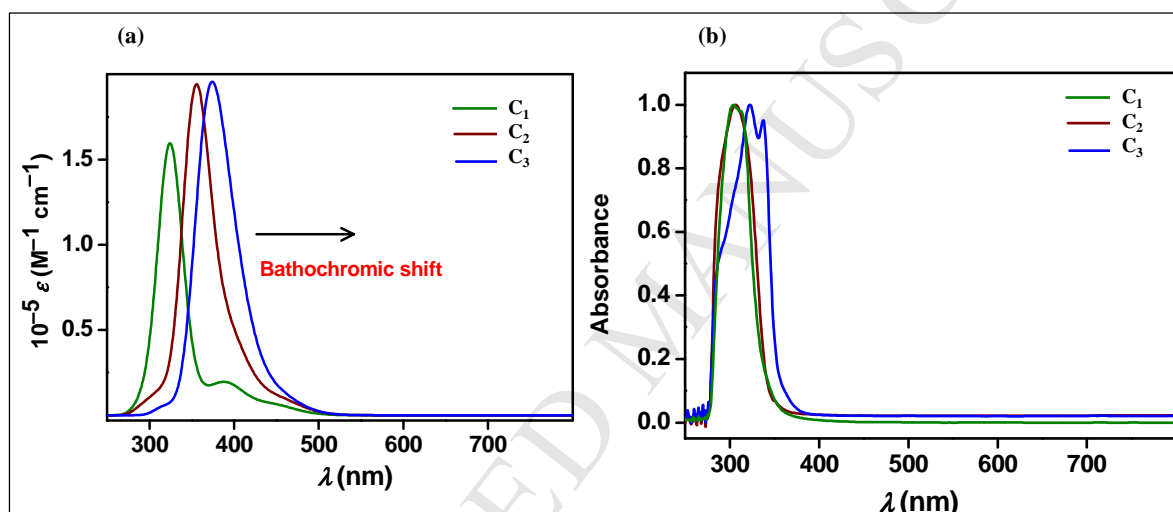 (a)
C₁
C₂
C₃
Bathochromic shift
10⁻⁵ ε (M⁻¹ cm⁻¹)
1.5
1.0
0.5
300 400 500 600 700
λ (nm)
(b)
C₁
C₂
C₃
Absorbance
1.0
0.8
0.6
0.4
0.2
0.0
300 400 500 600 700
λ (nm)
ED MANUSC